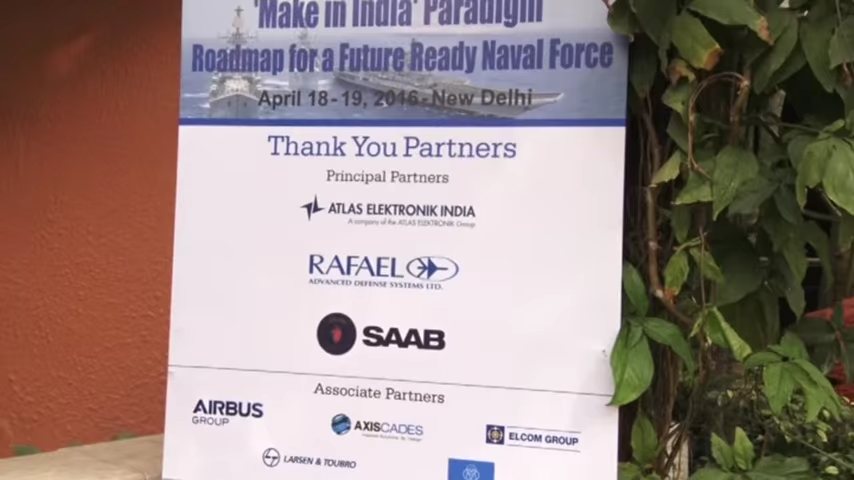 'Make in India' Paradigm
Roadmap for a Future Ready Naval Force
April 18-19, 2016-New Delhi
Thank You Partners
Principal Partners
ATLAS ELEKTRONIK INDIA
A company of the ATLAS ELEKTRONIK Group
RAFAEL
ADVANCED DEFENSE SYSTEMS LTD.
SAAB
Associate Partners
AIRBUS
GROUP
AXISCADES
ELCOM GROUP
LARSEN & TOUBRO